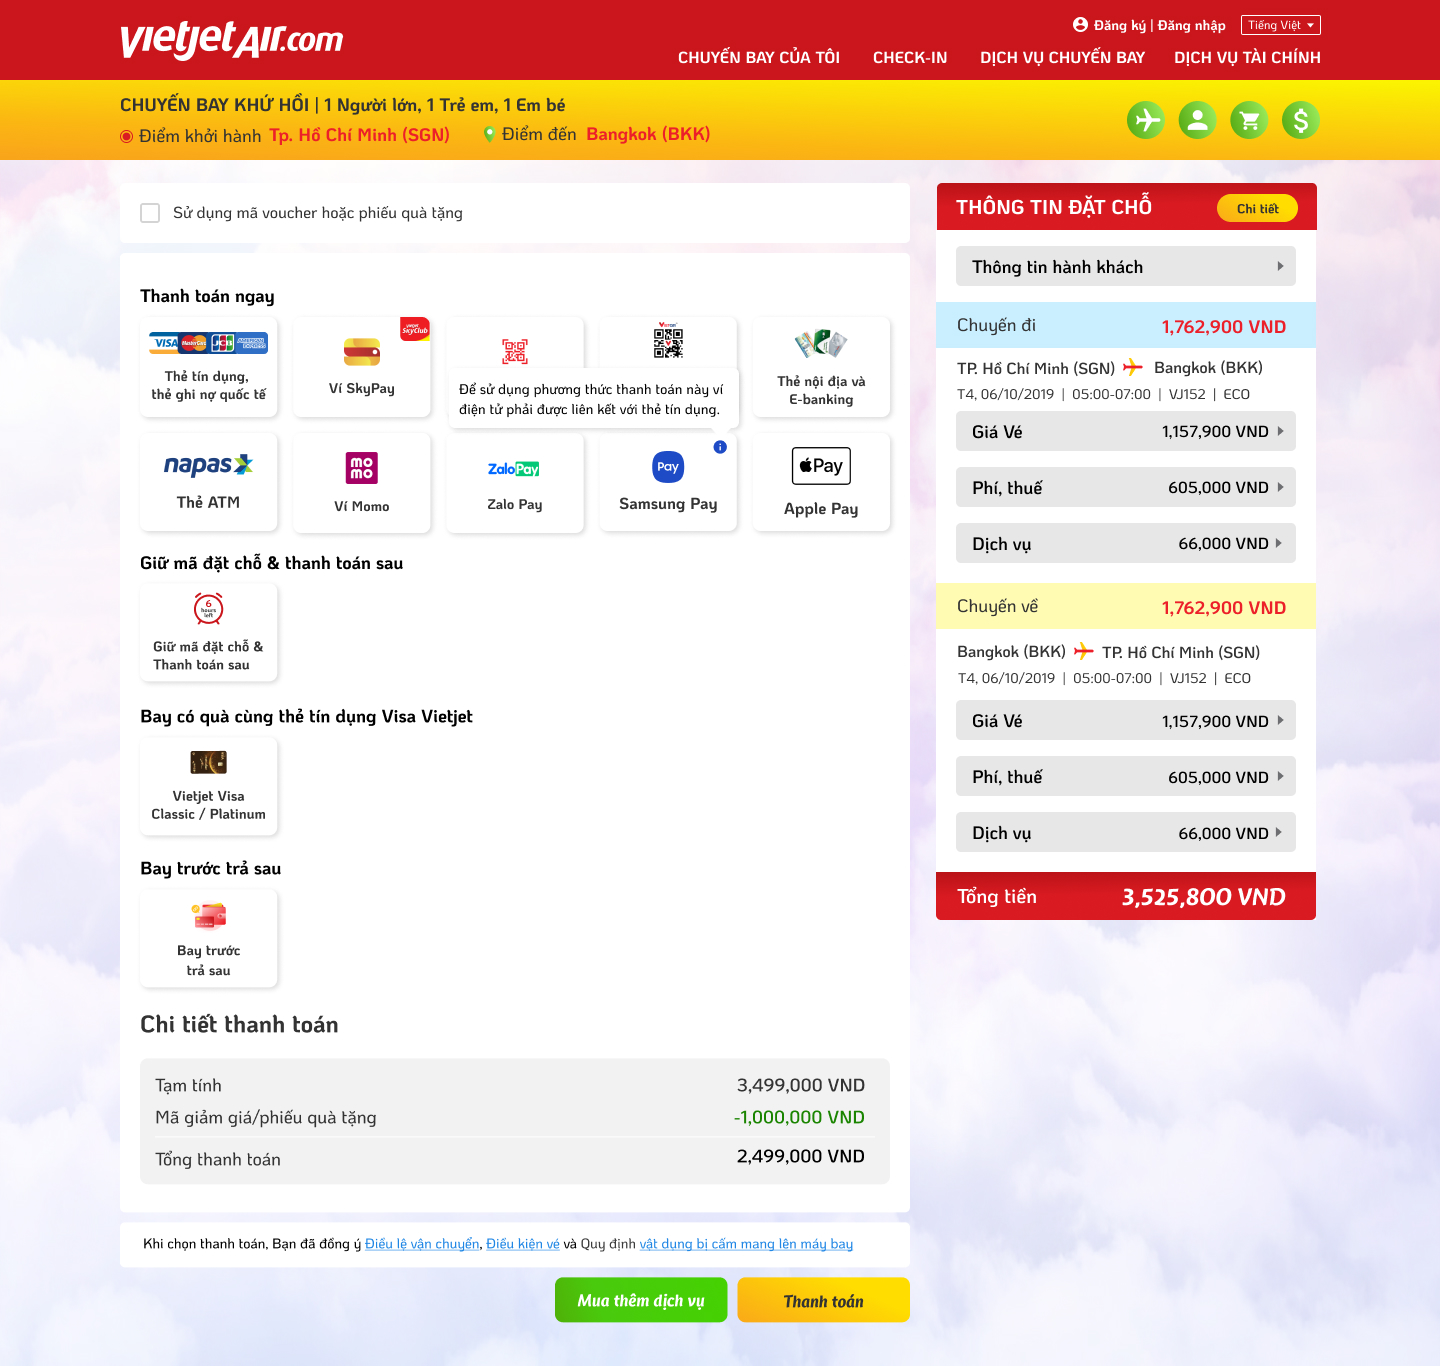 vietjetAir.com
Đăng ký | Đăng nhập
Tiếng Việt
CHUYẾN BAY CỦA TÔI CHECK-IN DỊCH VỤ CHUYẾN BAY DỊCH VỤ TÀI CHÍNH
CHUYẾN BAY KHỨ HỒI | 1 Người lớn, 1 Trẻ em, 1 Em bé
Điểm khởi hành Tp. Hồ Chí Minh (SGN) Điểm đến Bangkok (BKK)
Sử dụng mã voucher hoặc phiếu quà tặng
Thanh toán ngay
VISA MasterCard JCB AMERICAN EXPRESS
Thẻ tín dụng,
thẻ ghi nợ quốc tế
SkyClub
Ví SkyPay
Thẻ nội địa và
E-banking
Để sử dụng phương thức thanh toán này ví
điện tử phải được liên kết với thẻ tín dụng.
napas
Thẻ ATM
momo
Ví Momo
ZaloPay
Zalo Pay
Pay
Samsung Pay
Pay
Apple Pay
Giữ mã đặt chỗ & thanh toán sau
6
hours
left
Giữ mã đặt chỗ &
Thanh toán sau
Bay có quà cùng thẻ tín dụng Visa Vietjet
Vietjet Visa
Classic / Platinum
Bay trước trả sau
Bay trước
trả sau
Chi tiết thanh toán
Tạm tính 3,499,000 VND
Mã giảm giá/phiếu quà tặng -1,000,000 VND
Tổng thanh toán 2,499,000 VND
Khi chọn thanh toán, Bạn đã đồng ý Điều lệ vận chuyển, Điều kiện vé và Quy định vật dụng bị cấm mang lên máy bay
Mua thêm dịch vụ Thanh toán
THÔNG TIN ĐẶT CHỖ Chi tiết
Thông tin hành khách
Chuyến đi 1,762,900 VND
TP. Hồ Chí Minh (SGN) Bangkok (BKK)
T4, 06/10/2019 | 05:00-07:00 | VJ152 | ECO
Giá Vé 1,157,900 VND
Phí, thuế 605,000 VND
Dịch vụ 66,000 VND
Chuyến về 1,762,900 VND
Bangkok (BKK) TP. Hồ Chí Minh (SGN)
T4, 06/10/2019 | 05:00-07:00 | VJ152 | ECO
Giá Vé 1,157,900 VND
Phí, thuế 605,000 VND
Dịch vụ 66,000 VND
Tổng tiền 3,525,800 VND